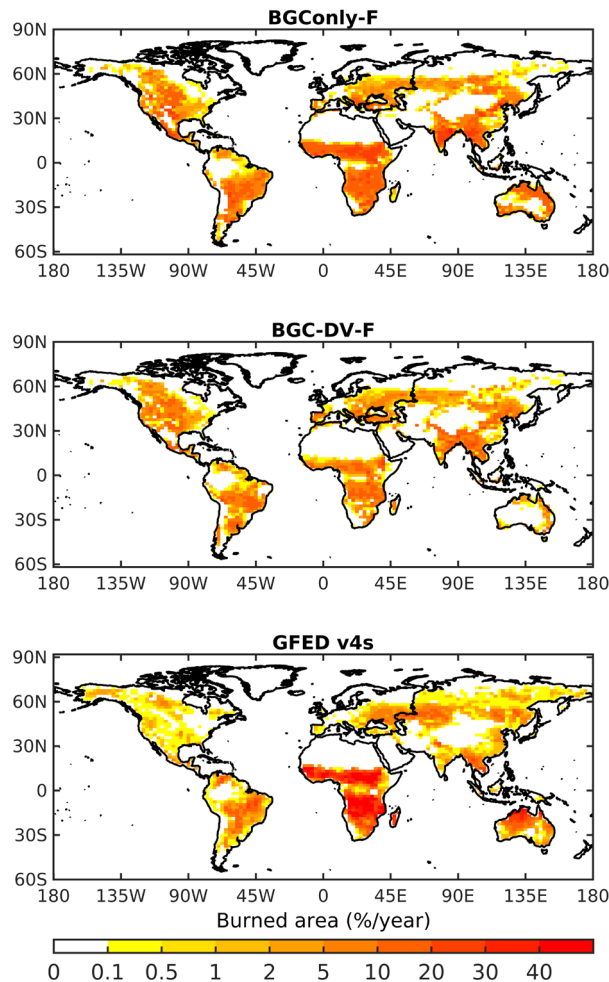 BGConly-F
90N
60N
30N
0
30S
60S
180 135W 90W 45W 0 45E 90E 135E 180
BGC-DV-F
90N
60N
30N
0
30S
60S
180 135W 90W 45W 0 45E 90E 135E 180
GFED v4s
90N
60N
30N
0
30S
60S
180 135W 90W 45W 0 45E 90E 135E 180
Burned area (%/year)
0 0.1 0.5 1 2 5 10 20 30 40